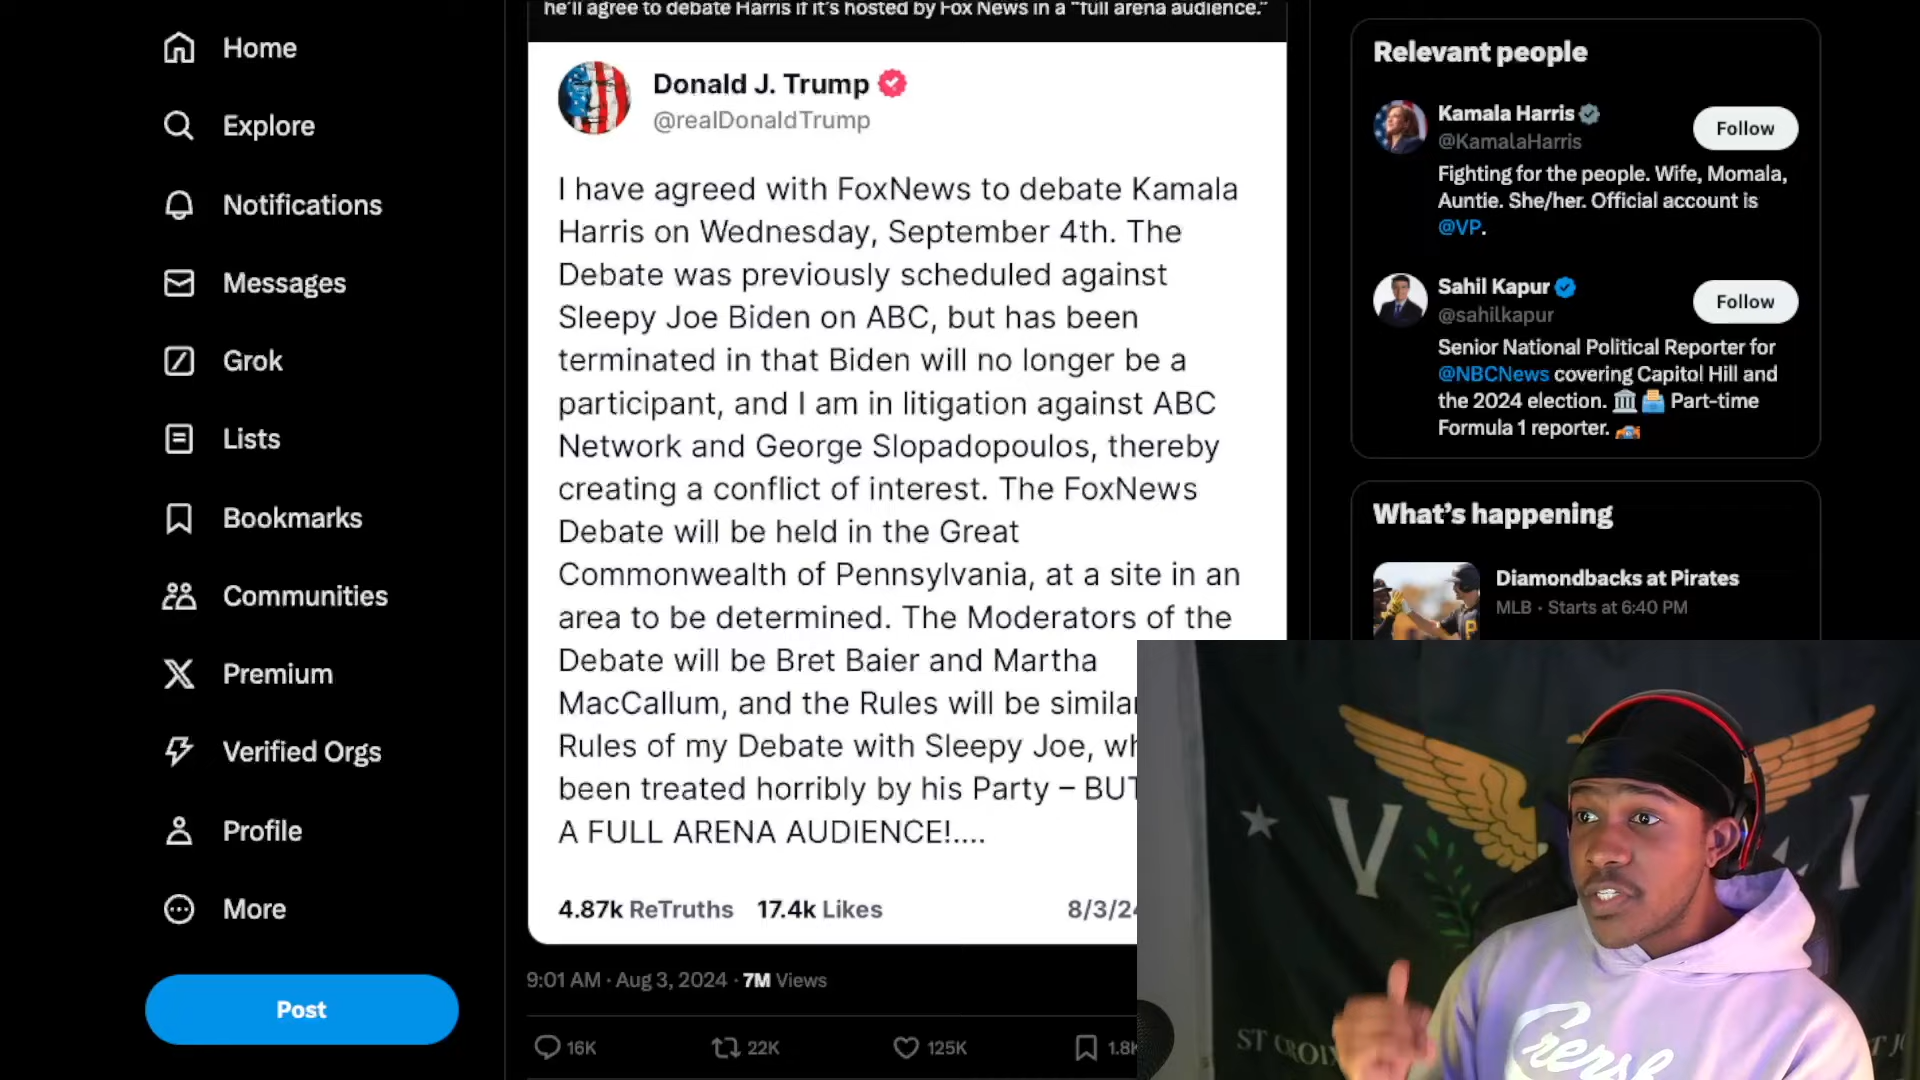 he'll agree to debate Harris if it's hosted by Fox News in a "full arena audience."
Home
Explore
Notifications
Messages
Grok
Lists
Bookmarks
Communities
Premium
Verified Orgs
Profile
More
Post
Donald J. Trump
@realDonaldTrump
I have agreed with FoxNews to debate Kamala
Harris on Wednesday, September 4th. The
Debate was previously scheduled against
Sleepy Joe Biden on ABC, but has been
terminated in that Biden will no longer be a
participant, and I am in litigation against ABC
Network and George Slopadopoulos, thereby
creating a conflict of interest. The FoxNews
Debate will be held in the Great
Commonwealth of Pennsylvania, at a site in an
area to be determined. The Moderators of the
Debate will be Bret Baier and Martha
MacCallum, and the Rules will be similar
Rules of my Debate with Sleepy Joe,
been treated horribly by his Party – BUT
A FULL ARENA AUDIENCE!....
4.87k ReTruths 17.4k Likes 8/3/24
9:01 AM · Aug 3, 2024 · 7M Views
16K 22K 125K 1.8K
Relevant people
Kamala Harris
@KamalaHarris
Follow
Fighting for the people. Wife, Momala,
Auntie. She/her. Official account is
@VP.
Sahil Kapur
@sahilkapur
Follow
Senior National Political Reporter for
@NBCNews covering Capitol Hill and
the 2024 election. 🏛️🗳️ Part-time
Formula 1 reporter. 🏎️
What's happening
Diamondbacks at Pirates
MLB · Starts at 6:40 PM
V I
ST CROIX